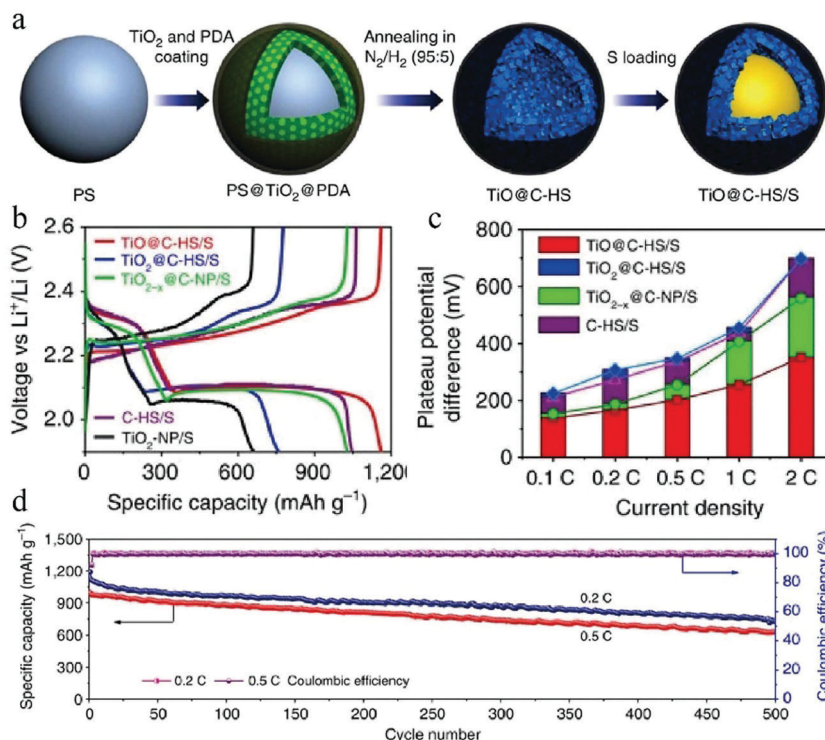 a
TiO₂ and PDA
coating
Annealing in
N₂/H₂ (95:5)
S loading
PS
PS@TiO₂@PDA
TiO@C-HS
TiO@C-HS/S
b
Voltage vs Li⁺/Li (V)
2.6
2.4
2.2
2.0
TiO@C-HS/S
TiO₂@C-HS/S
TiO₂₋ₓ@C-NP/S
C-HS/S
TiO₂-NP/S
0 300 600 900 1,200
Specific capacity (mAh g⁻¹)
c
Plateau potential
difference (mV)
800
600
400
200
0
TiO@C-HS/S
TiO₂@C-HS/S
TiO₂₋ₓ@C-NP/S
C-HS/S
0.1 C 0.2 C 0.5 C 1 C 2 C
Current density
d
Specific capacity (mAh g⁻¹)
1,500
1,200
900
600
300
0
0.2 C
0.5 C
0.2 C 0.5 C Coulombic efficiency
0 50 100 150 200 250 300 350 400 450 500
Cycle number
100
80
60
40
20
0
Coulombic efficiency (%)